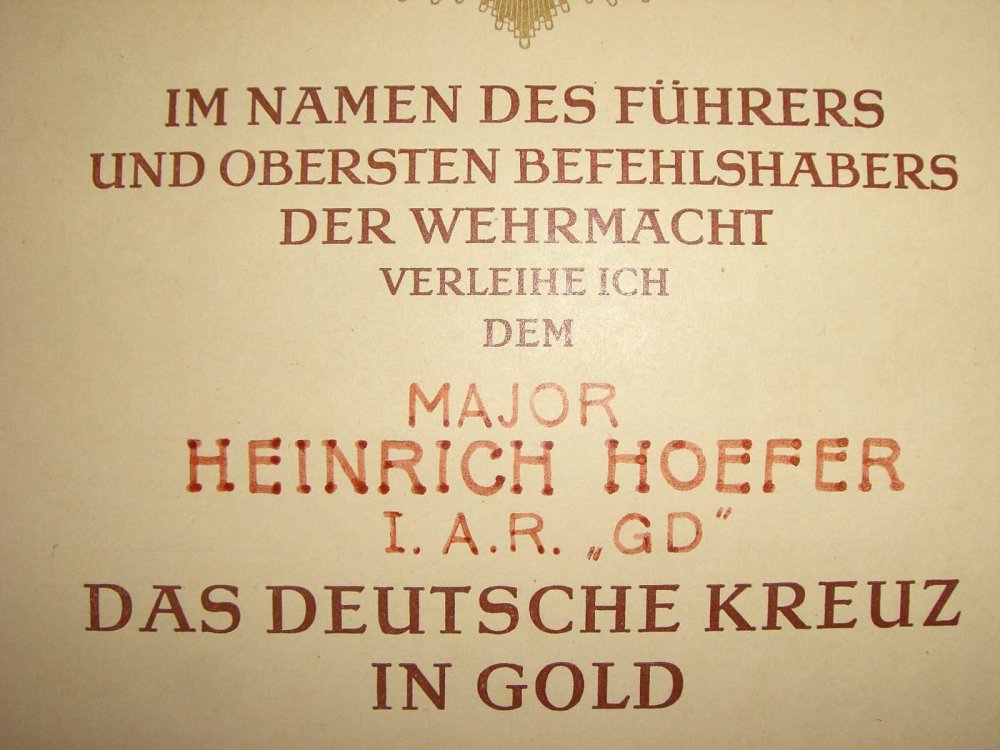 IM NAMEN DES FÜHRERS
UND OBERSTEN BEFEHLSHABERS
DER WEHRMACHT
VERLEIHE ICH
DEM
MAJOR
HEINRICH HOEFER
I. A.R. „GD“
DAS DEUTSCHE KREUZ
IN GOLD